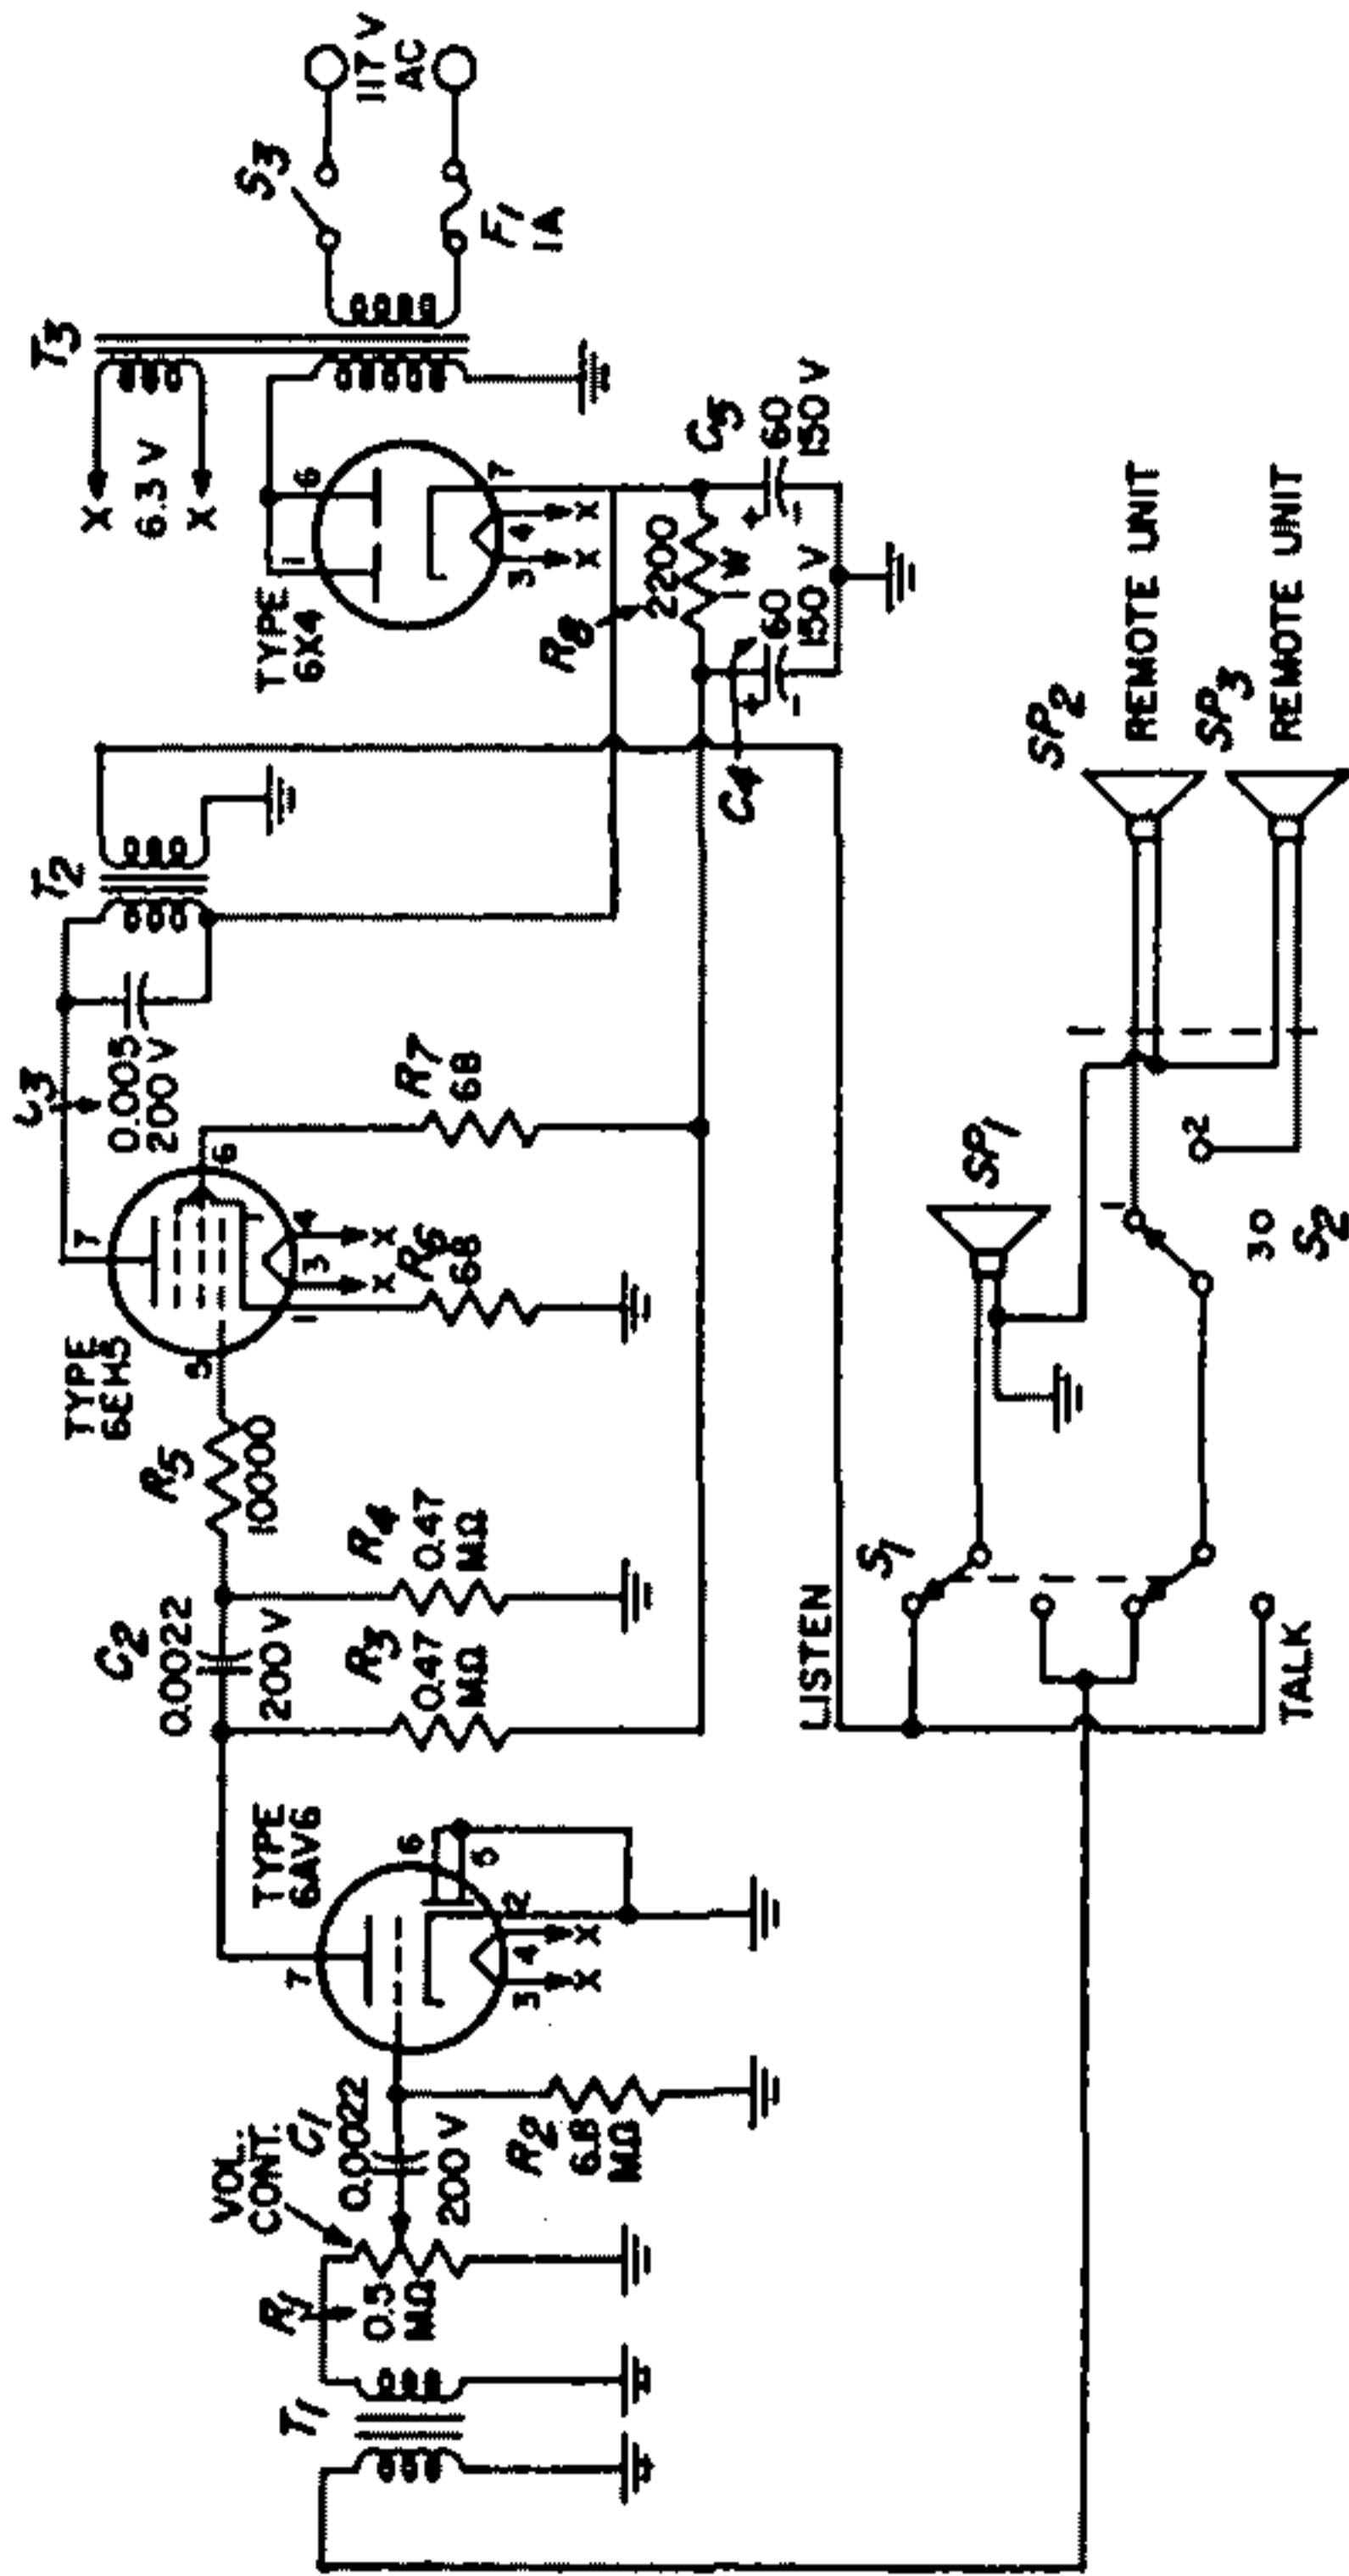 T1
R1
0.5
MΩ
VOL.
CONT.
C1
0.0022
200 V
R2
6.8
MΩ
TYPE
6AV6
7
6
5
2
3
4
X
X
C2
0.0022
200 V
R3
0.47
MΩ
R4
0.47
MΩ
R5
10000
TYPE
6EH5
7
6
5
1
3
4
X
X
R6
68
R7
68
C3
0.005
200 V
T2
TYPE
6X4
1
6
7
3
4
X
X
X
6.3 V
X
T3
S3
F1
1A
117 V
AC
R8
2200
1 W
C4
60
150 V
+
-
C5
60
150 V
+
-
LISTEN
S1
TALK
SP1
1
2
3
S2
SP2
REMOTE UNIT
SP3
REMOTE UNIT